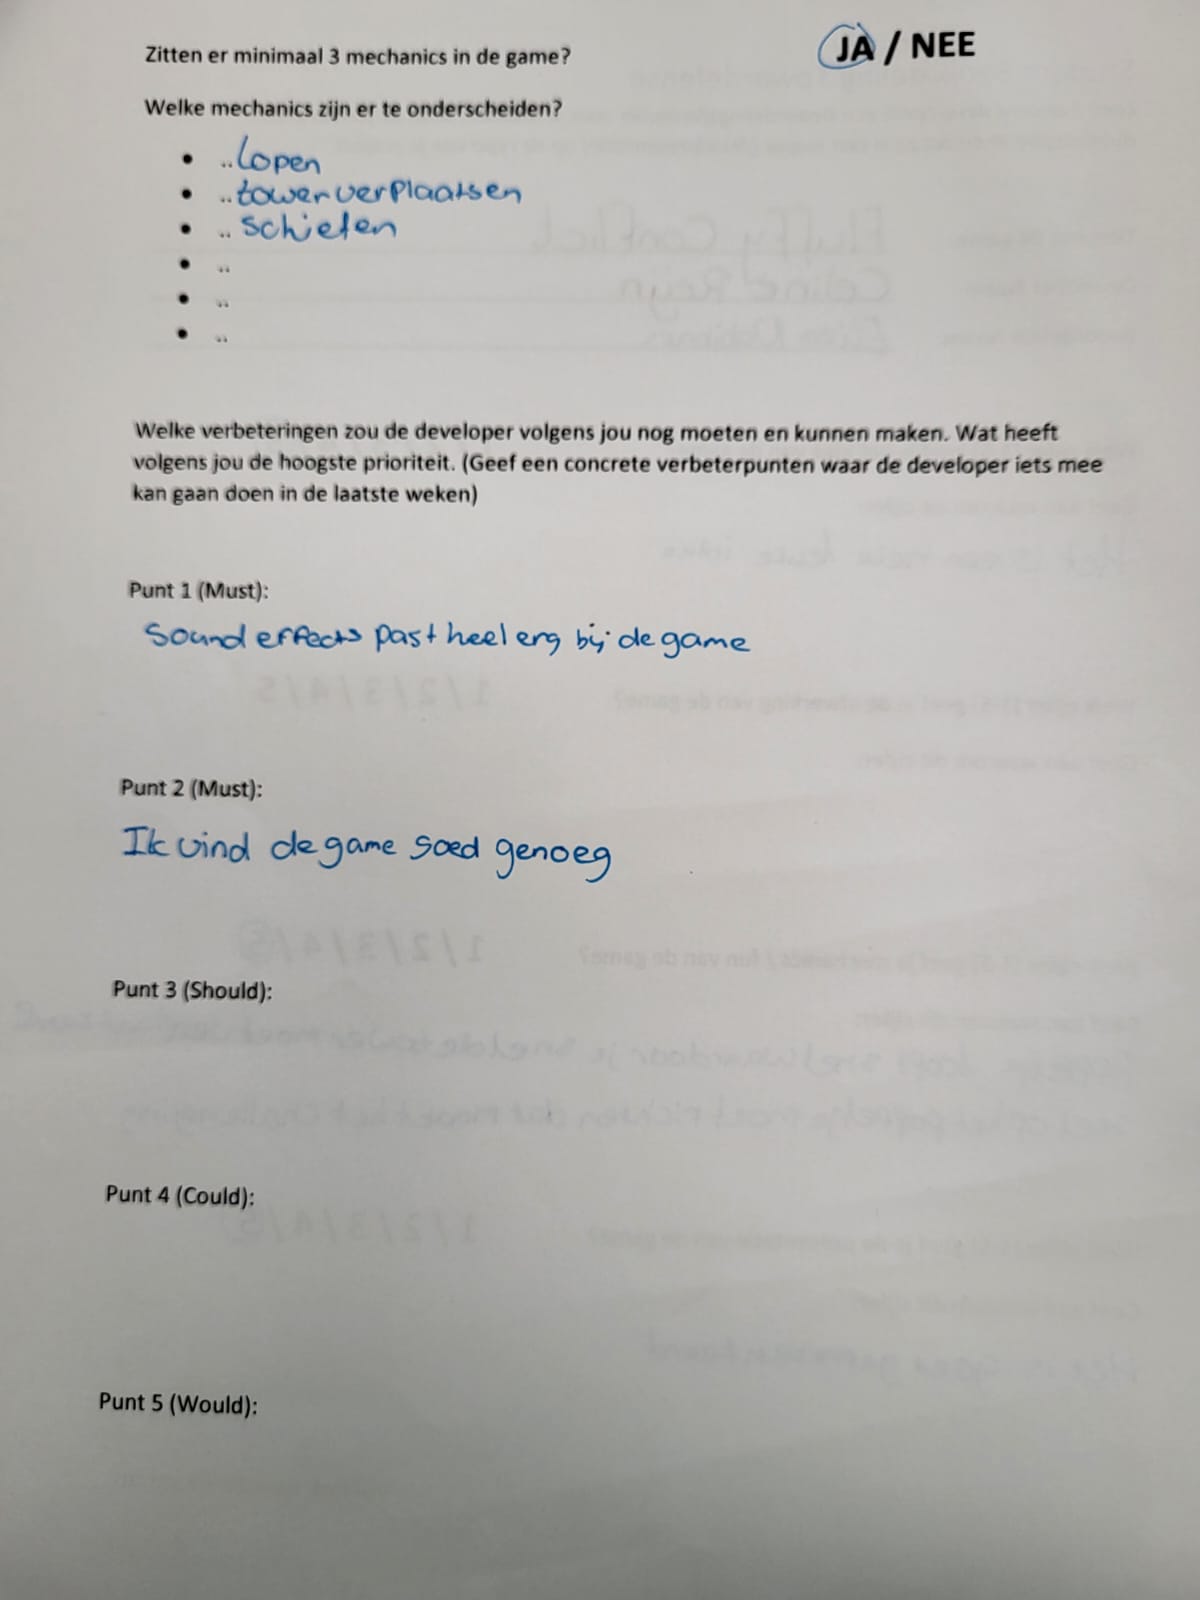 Zitten er minimaal 3 mechanics in de game? JA / NEE
Welke mechanics zijn er te onderscheiden?
• ..lopen
• ..tower verplaatsen
• ..schieten
• ..
• ..
• ..
Welke verbeteringen zou de developer volgens jou nog moeten en kunnen maken. Wat heeft
volgens jou de hoogste prioriteit. (Geef een concrete verbeterpunten waar de developer iets mee
kan gaan doen in de laatste weken)
Punt 1 (Must):
Sound effects past heel erg bij de game
Punt 2 (Must):
Ik vind de game goed genoeg
Punt 3 (Should):
Punt 4 (Could):
Punt 5 (Would):